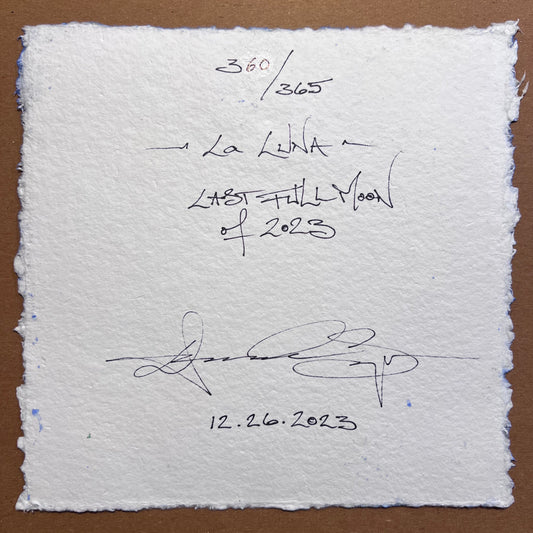 360/365
- La LUNA -
LAST FULL MOON
of 2023
12.26.2023